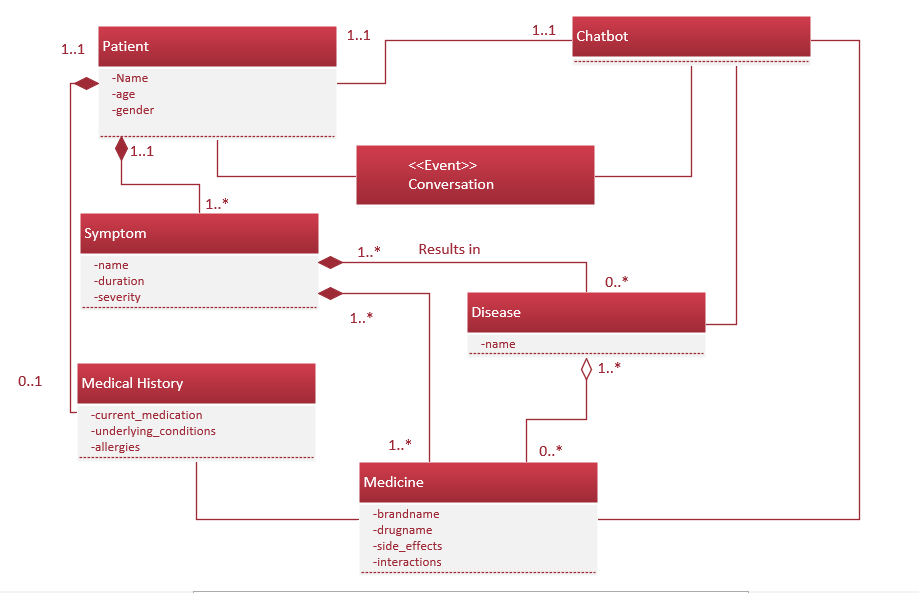 1..1
Patient
1..1
1..1
Chatbot
-Name
-age
-gender
1..1
<<Event>>
Conversation
1..*
Symptom
-name
-duration
-severity
1..*
Results in
0..*
1..*
Disease
-name
1..*
0..1
Medical History
-current_medication
-underlying_conditions
-allergies
1..*
0..*
Medicine
-brandname
-drugname
-side_effects
-interactions